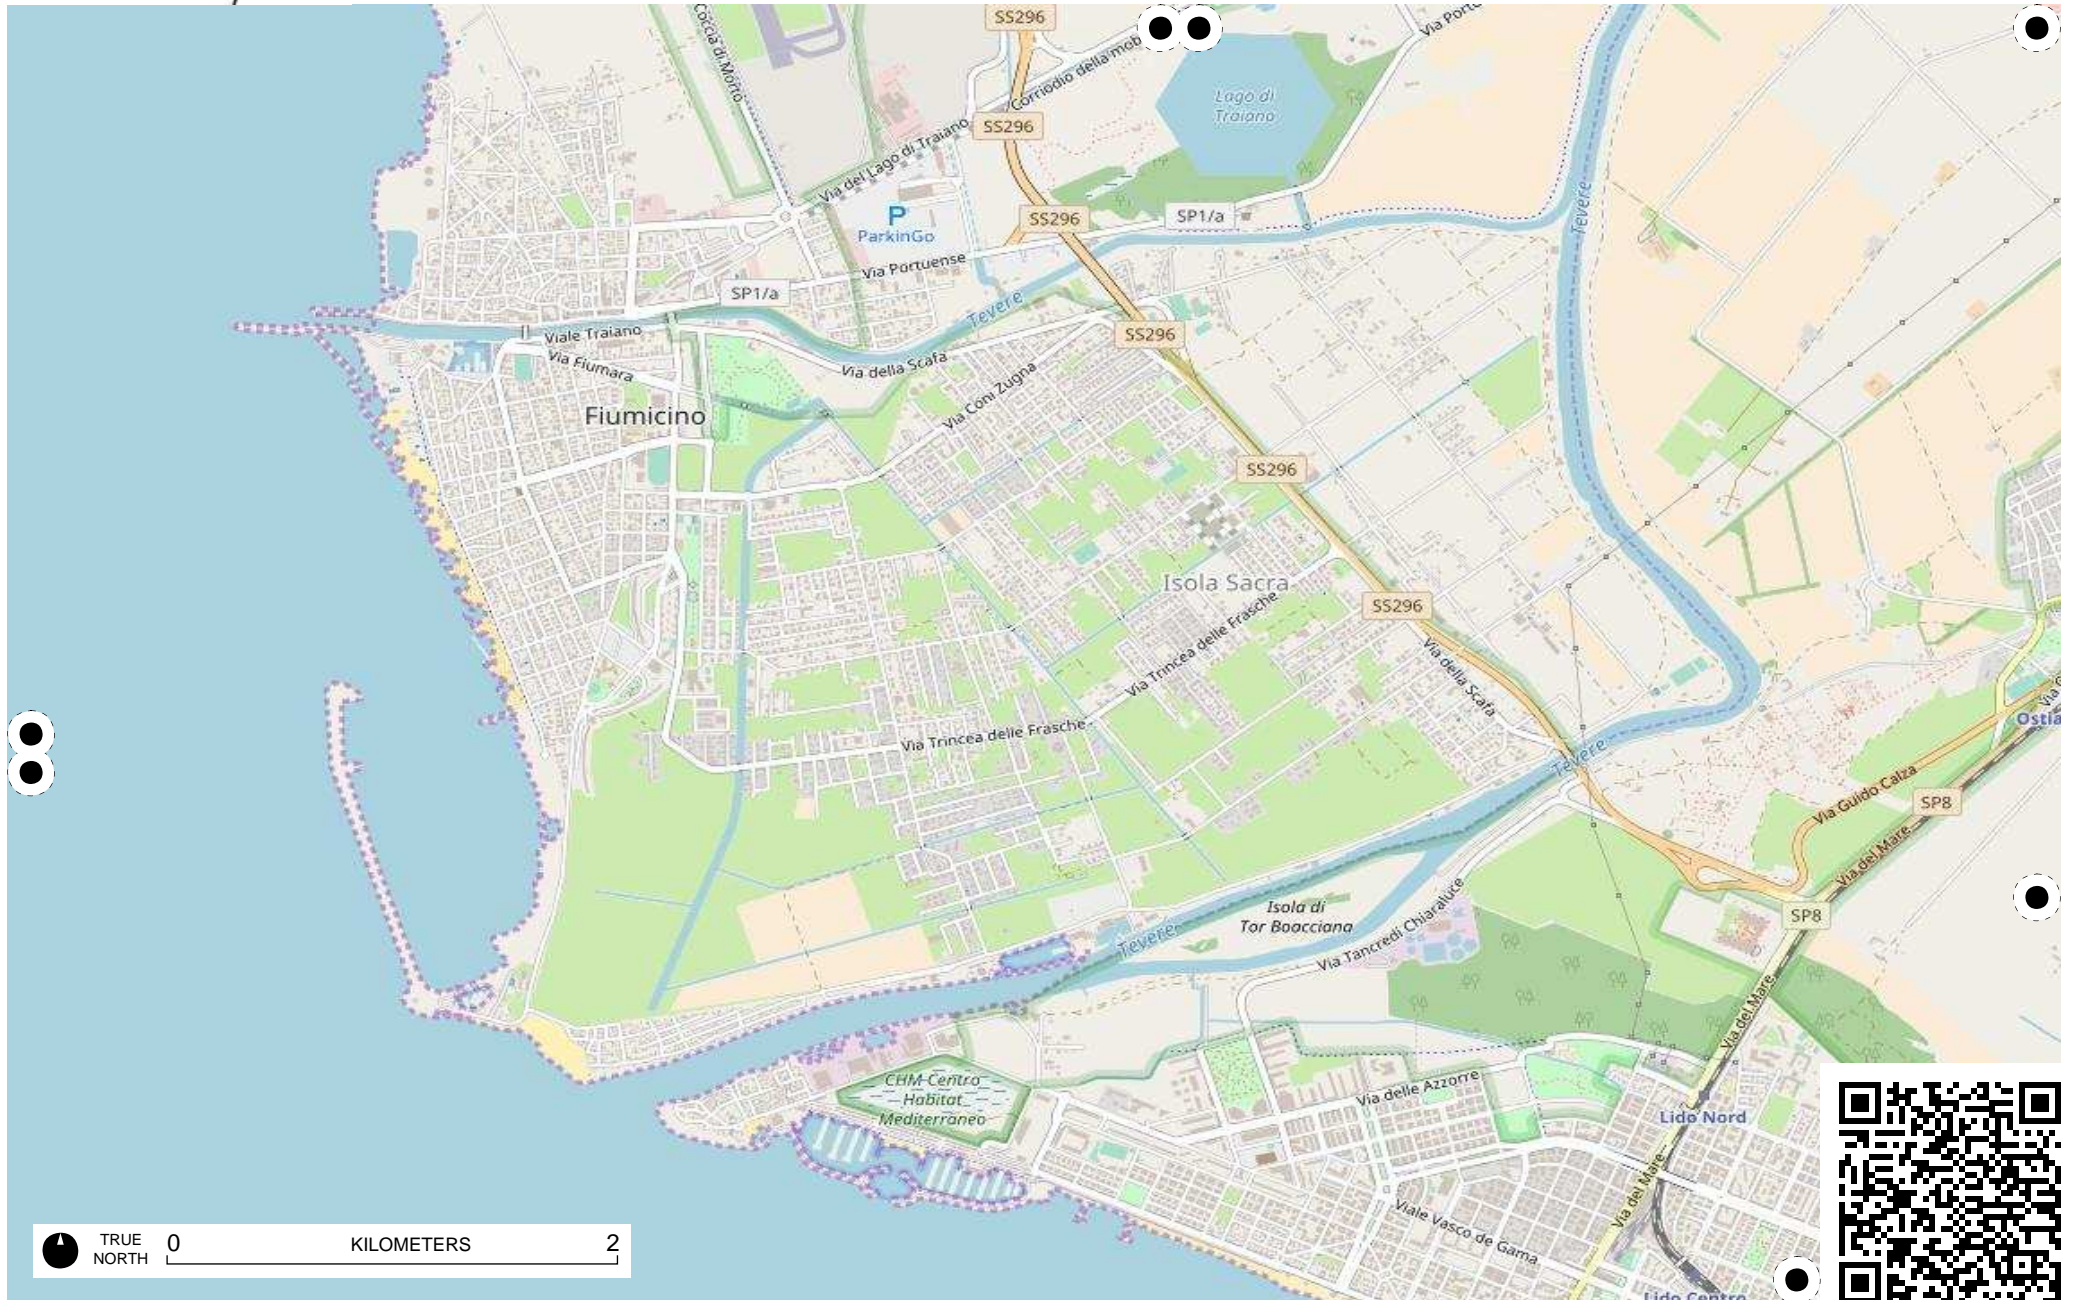 SS296
Coccia di Morto
Corriodio della mob
Via Portu
Lago di
Traiano
SS296
Via del Lago di Traiano
Tevere
P
ParkinGo
SS296
SP1/a
Via Portuense
SP1/a
Tevere
Viale Traiano
SS296
Via Fiumara
Via della Scafa
Via Coni Zugna
Fiumicino
SS296
Isola Sacra
SS296
Via Trincea delle Frasche
Via della Scafa
Via G
Ostia
Via Trincea delle Frasche
Tevere
Via Guido Calza
SP8
Via del Mare
Isola di
Tor Boacciana
SP8
Tevere
Via Tancredi Chiaraluce
Via del Mare
CHM Centro
Habitat
Mediterraneo
Via delle Azzorre
Lido Nord
Via del Mare
Viale Vasco de Gama
TRUE
NORTH
0 KILOMETERS 2
Lido Centro